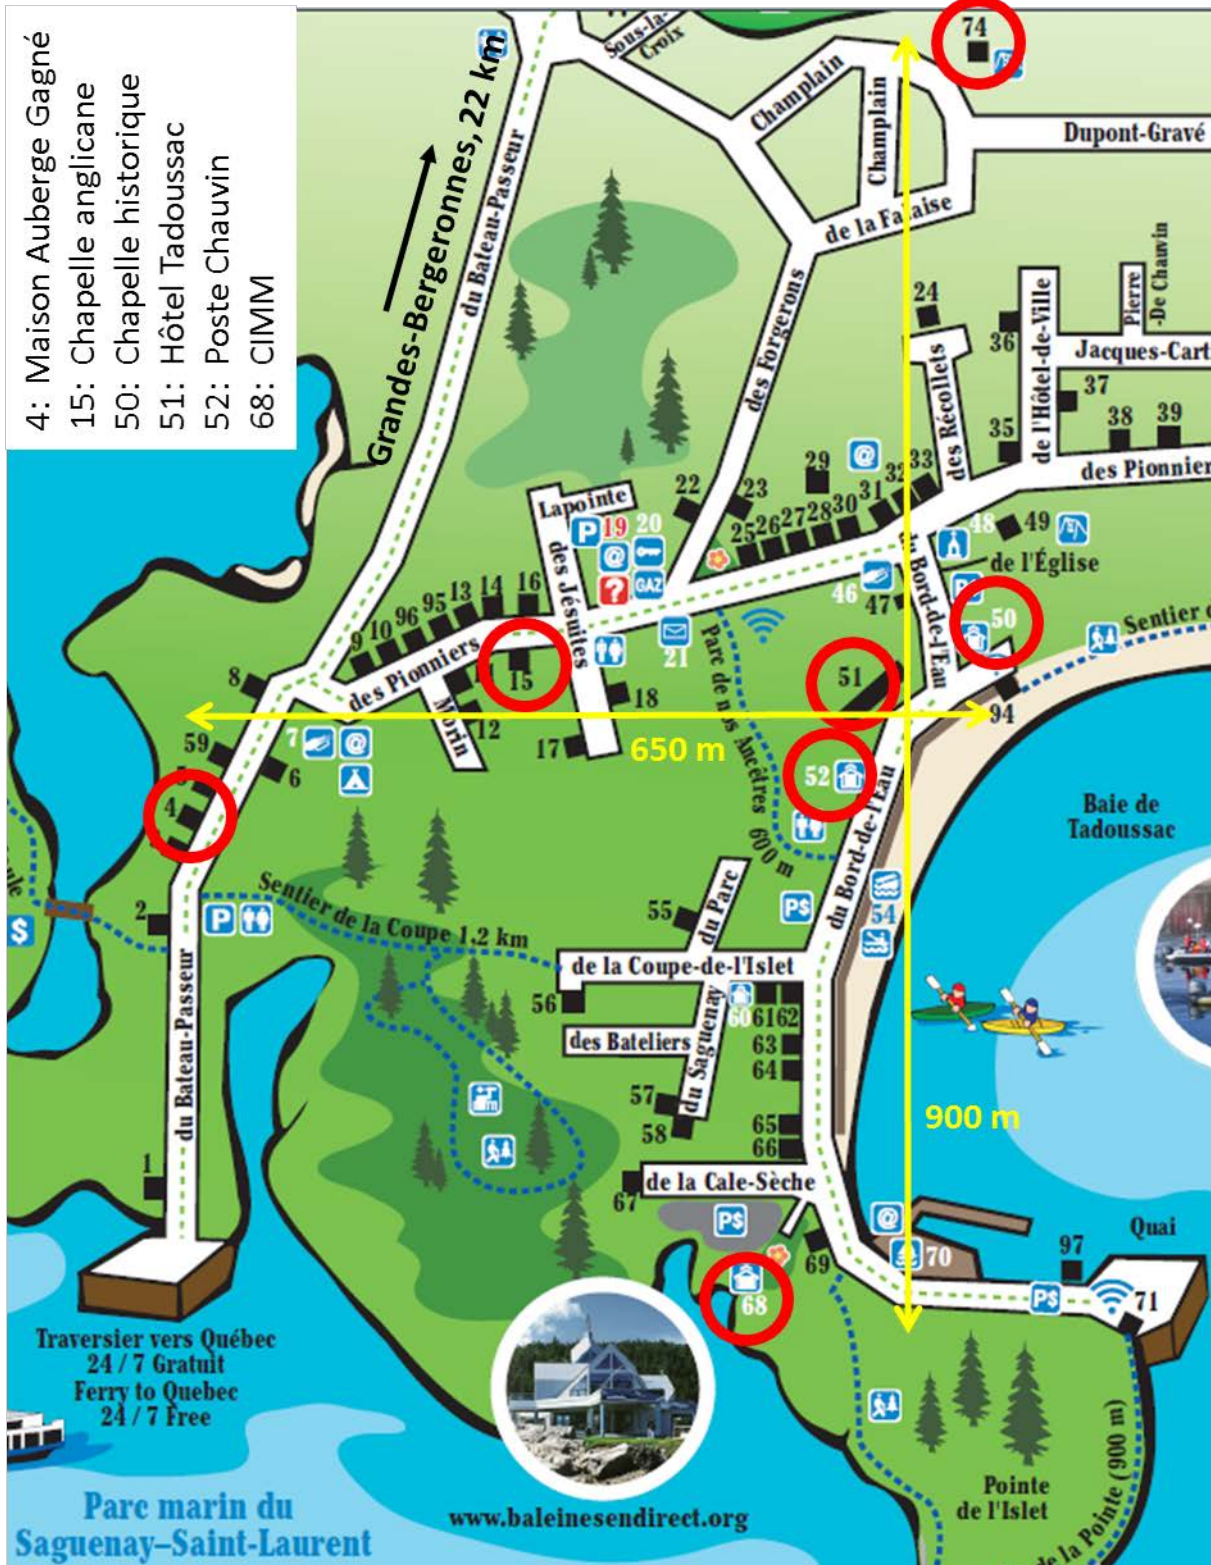 4: Maison Auberge Gagné
15: Chapelle anglicane
50: Chapelle historique
51: Hôtel Tadoussac
52: Poste Chauvin
68: CIMM
Grandes-Bergeronnes, 22 km
Sous-la-
Croix
74
Champlain
Champlain
Dupont-Gravé
du Bateau-Passeur
de la Falaise
des Forgerons
24
36
de l'Hôtel-de-Ville
Pierre
-De Chauvin
Jacques-Carti
des Récollets
37
35
38
39
des Pionnier
29
@
22
23
25
26
27
28
30
31
32
33
Lapointe
P
19
20
@
?
GAZ
des Jésuites
48
49
de l'Église
du Bord-de-l'Eau
46
47
50
Sentier d
9
10
96
95
13
14
16
des Pionniers
15
21
Parc de nos Ancêtres 600 m
51
8
Morin
12
18
17
94
650 m
59
7
@
6
52
4
Baie de
Tadoussac
2
P
Sentier de la Coupe 1,2 km
$
55
du Parc
P$
du Bord-de-l'Eau
54
de la Coupe-de-l'Islet
56
60
61
62
des Bateliers
du Saguenay
63
64
57
58
65
66
900 m
du Bateau-Passeur
1
67
de la Cale-Sèche
P$
@
69
70
Quai
97
68
P$
71
Traversier vers Québec
24 / 7 Gratuit
Ferry to Quebec
24 / 7 Free
Pointe
de l'Islet
de la Pointe (900 m)
Parc marin du
Saguenay–Saint-Laurent
www.baleinesendirect.org